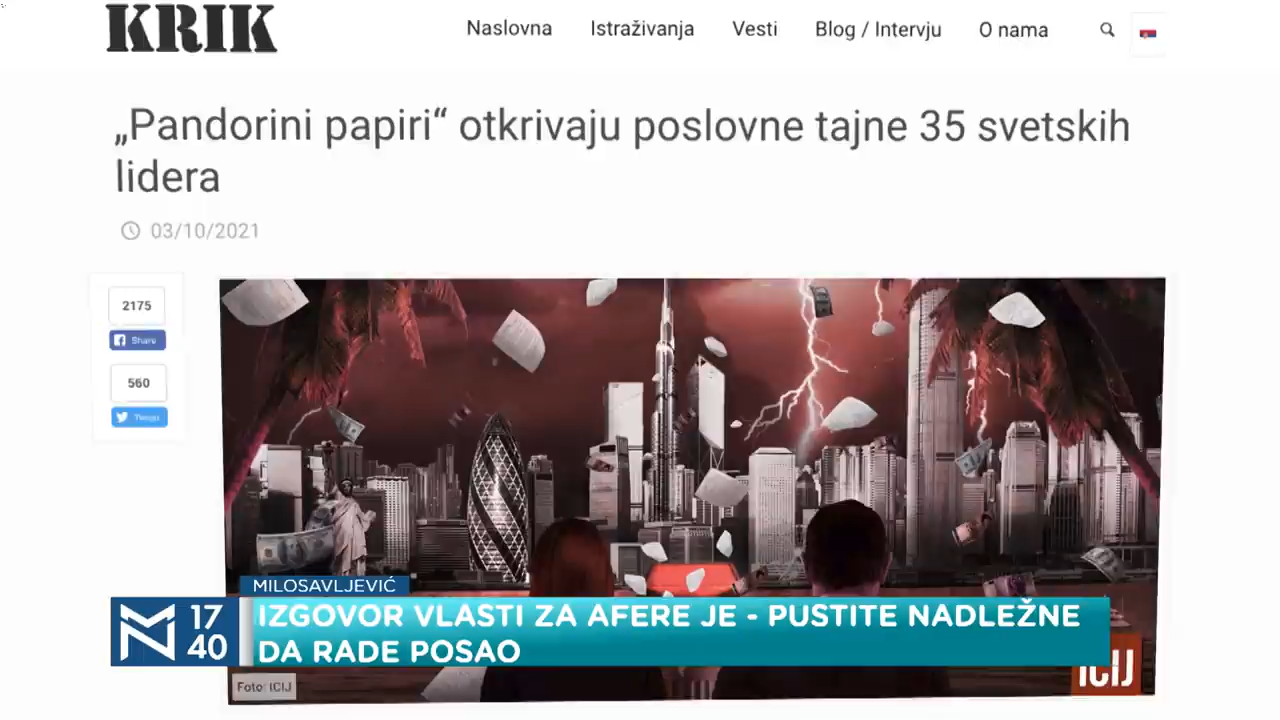 KRIK
Naslovna Istraživanja Vesti Blog / Intervju O nama
„Pandorini papiri“ otkrivaju poslovne tajne 35 svetskih
lidera
03/10/2021
2175
Share
560
Tweet
MILOSAVLJEVIĆ
17
40
IZGOVOR VLASTI ZA AFERE JE - PUSTITE NADLEŽNE
DA RADE POSAO
Foto: ICIJ
ICIJ